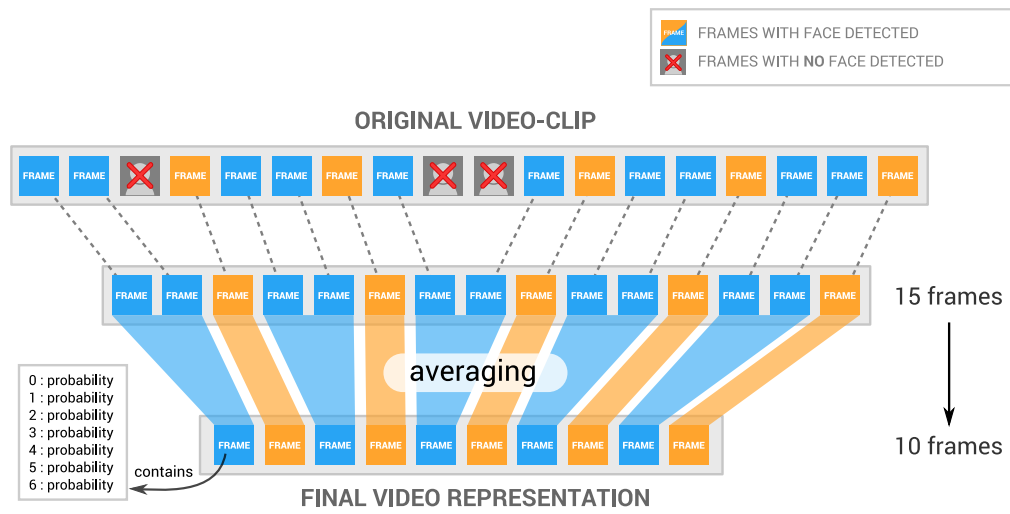 FRAME FRAMES WITH FACE DETECTED
FRAMES WITH NO FACE DETECTED
ORIGINAL VIDEO-CLIP
FRAME FRAME FRAME FRAME FRAME FRAME FRAME FRAME FRAME FRAME FRAME FRAME FRAME FRAME FRAME
FRAME FRAME FRAME FRAME FRAME FRAME FRAME FRAME FRAME FRAME FRAME FRAME FRAME FRAME FRAME
15 frames
averaging
0 : probability
1 : probability
2 : probability
3 : probability
4 : probability
5 : probability
6 : probability
contains
FRAME FRAME FRAME FRAME FRAME FRAME FRAME FRAME FRAME FRAME
10 frames
FINAL VIDEO REPRESENTATION